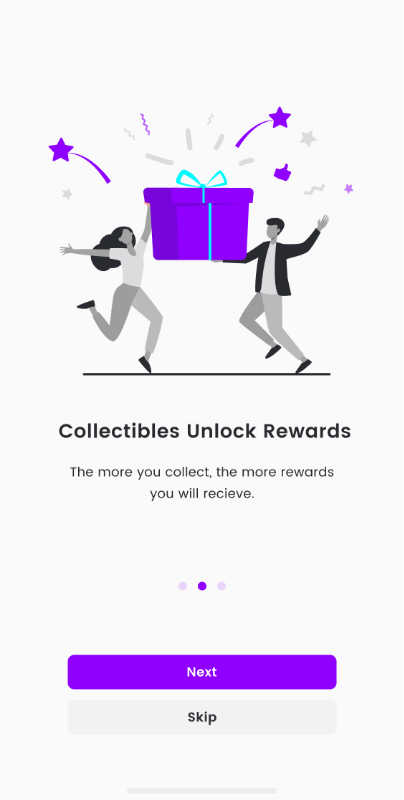 Collectibles Unlock Rewards
The more you collect, the more rewards
you will recieve.
Next
Skip